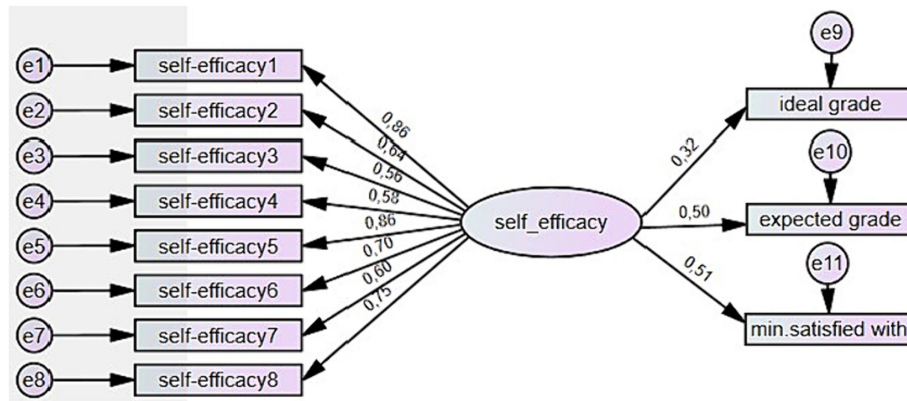 e1
self-efficacy1
e2
self-efficacy2
e3
self-efficacy3
e4
self-efficacy4
e5
self-efficacy5
e6
self-efficacy6
e7
self-efficacy7
e8
self-efficacy8
0,86
0,64
0,56
0,58
0,86
0,70
0,60
0,75
self_efficacy
0,32
0,50
0,51
e9
ideal grade
e10
expected grade
e11
min.satisfied with